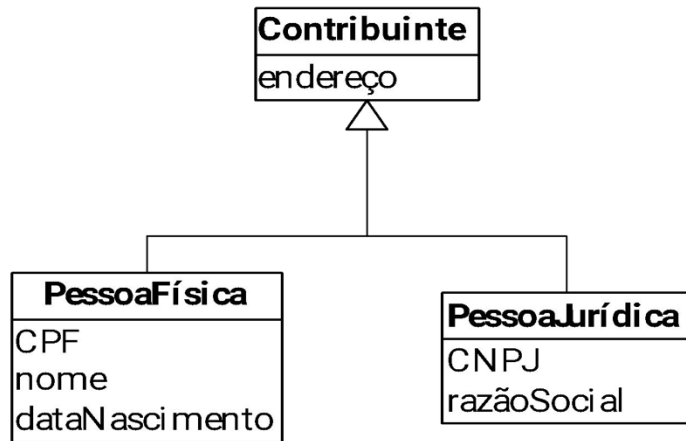 Contribuinte
endereço
PessoaFísica
CPF
nome
dataNascimento
PessoaJurídica
CNPJ
razãoSocial